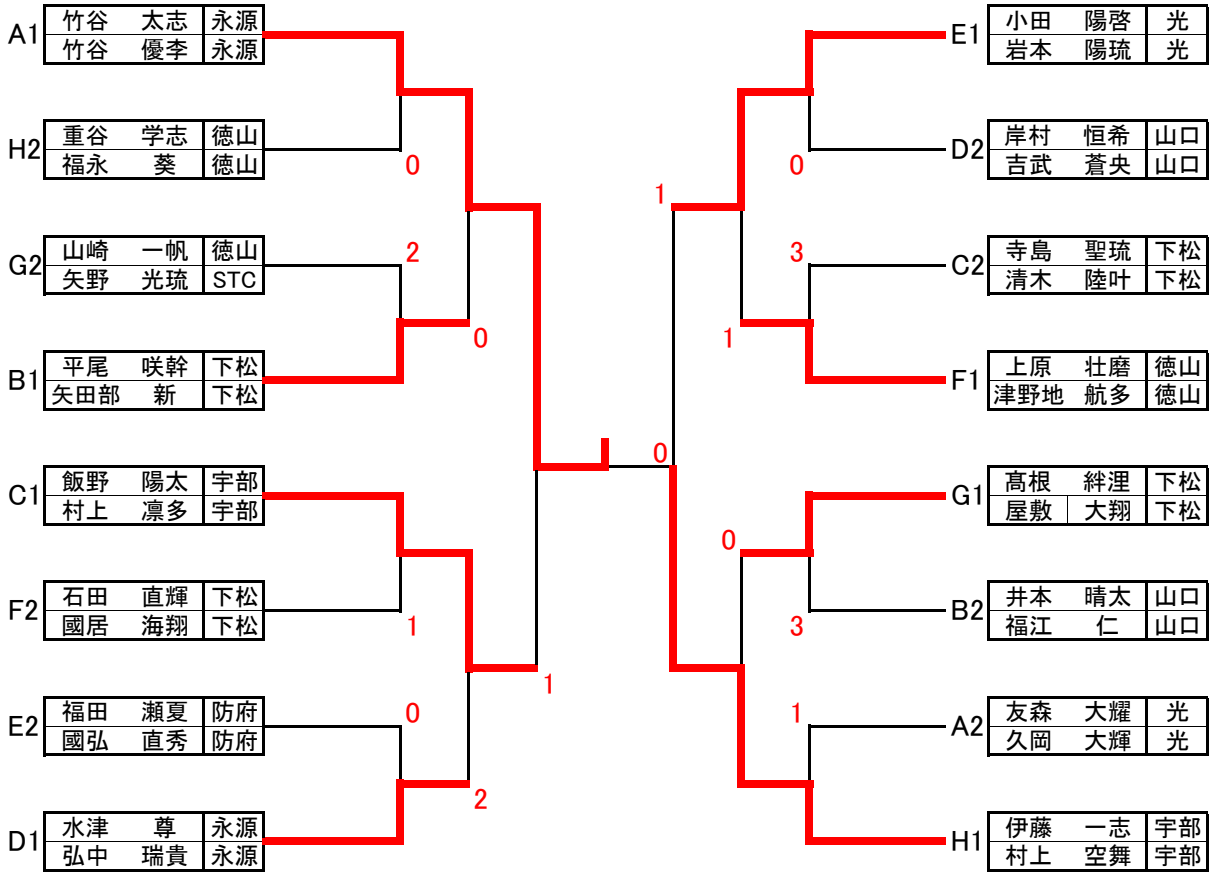 A1
竹谷 太志 永源
竹谷 優李 永源
H2
重谷 学志 徳山
福永 葵 徳山
0
G2
山崎 一帆 徳山
矢野 光琉 STC
2
B1
平尾 咲幹 下松
矢田部 新 下松
0
C1
飯野 陽太 宇部
村上 凛多 宇部
F2
石田 直輝 下松
國居 海翔 下松
1
E2
福田 瀬夏 防府
國弘 直秀 防府
0
1
D1
水津 尊 永源
弘中 瑞貴 永源
2
0
E1
小田 陽啓 光
岩本 陽琉 光
D2
岸村 恒希 山口
吉武 蒼央 山口
0
1
C2
寺島 聖琉 下松
清木 陸叶 下松
3
F1
上原 壮磨 徳山
津野地 航多 徳山
1
G1
髙根 絆浬 下松
屋敷 大翔 下松
0
B2
井本 晴太 山口
福江 仁 山口
3
A2
友森 大耀 光
久岡 大輝 光
1
H1
伊藤 一志 宇部
村上 空舞 宇部